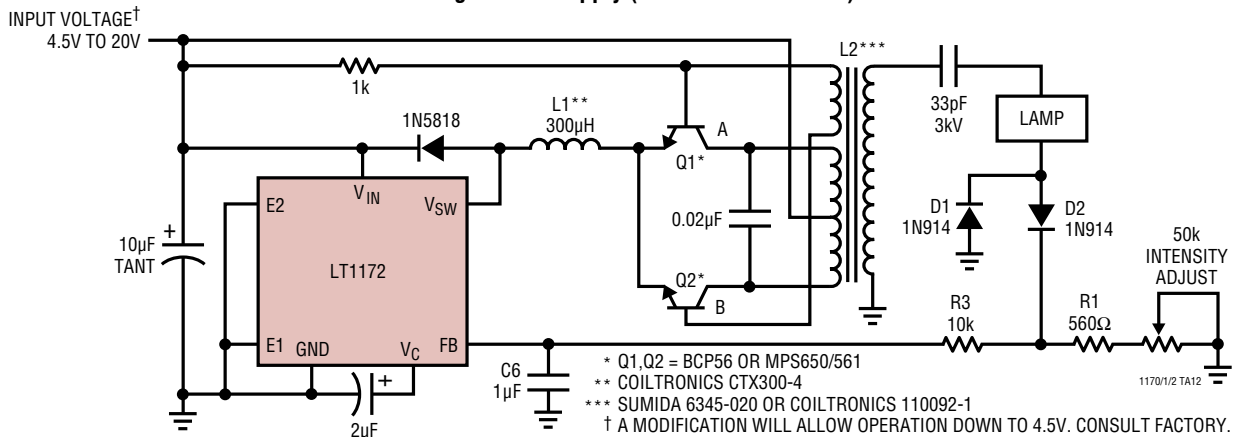 INPUT VOLTAGE†
4.5V TO 20V
1k
L2***
33pF
3kV
LAMP
L1**
300µH
1N5818
A
Q1*
VIN
VSW
E2
0.02µF
D1
1N914
D2
1N914
50k
INTENSITY
ADJUST
10µF
TANT
+
LT1172
Q2*
B
R3
10k
R1
560Ω
E1
GND
VC
FB
+
2µF
C6
1µF
* Q1,Q2 = BCP56 OR MPS650/561
** COILTRONICS CTX300-4
*** SUMIDA 6345-020 OR COILTRONICS 110092-1
† A MODIFICATION WILL ALLOW OPERATION DOWN TO 4.5V. CONSULT FACTORY.
1170/1/2 TA12